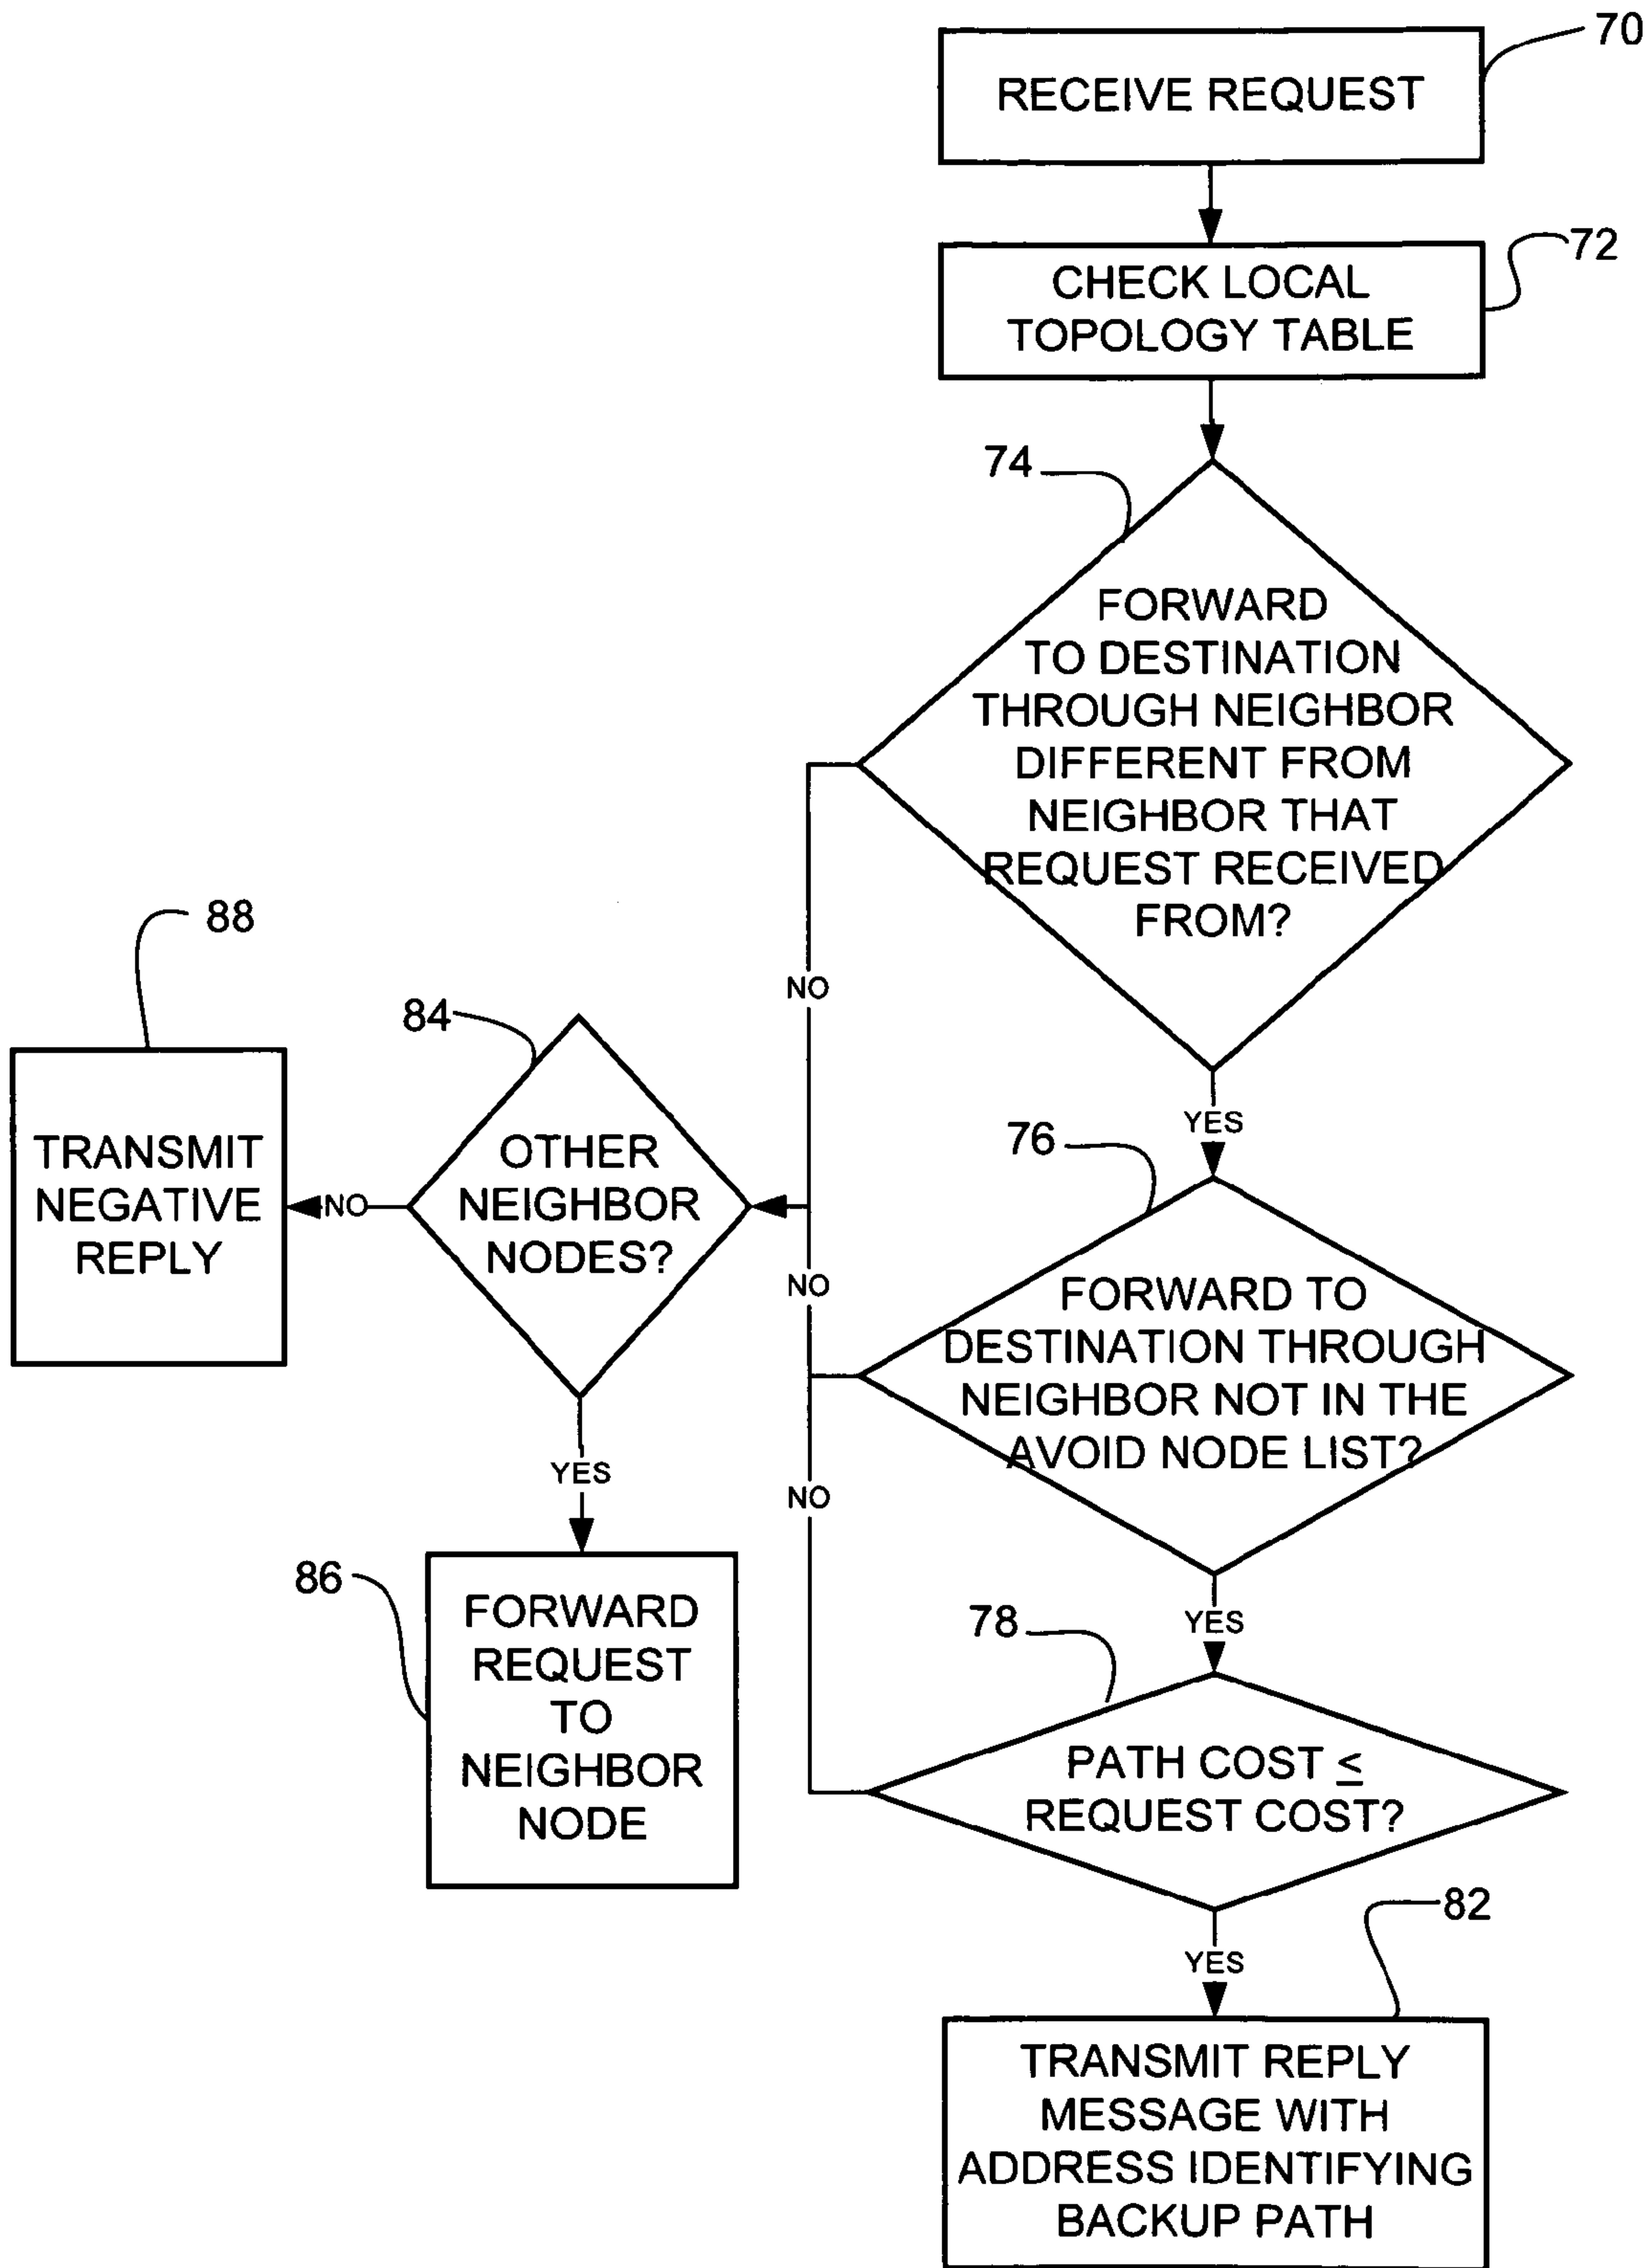 70
RECEIVE REQUEST
72
CHECK LOCAL
TOPOLOGY TABLE
74
FORWARD
TO DESTINATION
THROUGH NEIGHBOR
DIFFERENT FROM
NEIGHBOR THAT
REQUEST RECEIVED
FROM?
NO
YES
88
TRANSMIT
NEGATIVE
REPLY
NO
84
OTHER
NEIGHBOR
NODES?
YES
86
FORWARD
REQUEST
TO
NEIGHBOR
NODE
76
FORWARD TO
DESTINATION THROUGH
NEIGHBOR NOT IN THE
AVOID NODE LIST?
NO
YES
78
PATH COST ≤
REQUEST COST?
NO
YES
82
TRANSMIT REPLY
MESSAGE WITH
ADDRESS IDENTIFYING
BACKUP PATH